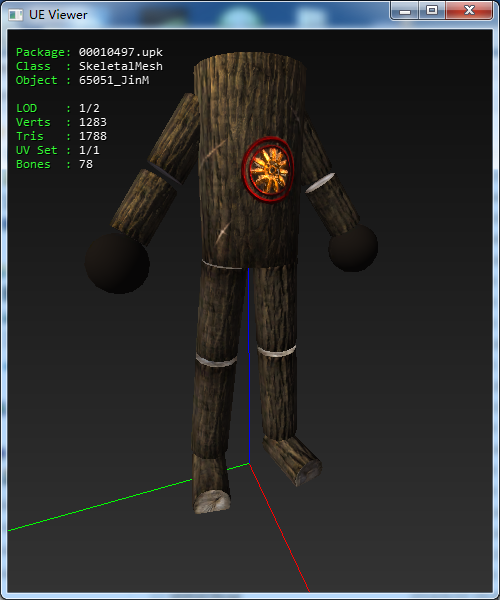 UE Viewer
Package: 00010497.upk
Class  : SkeletalMesh
Object : 65051_JinM
LOD    : 1/2
Verts  : 1283
Tris   : 1788
UV Set : 1/1
Bones  : 78